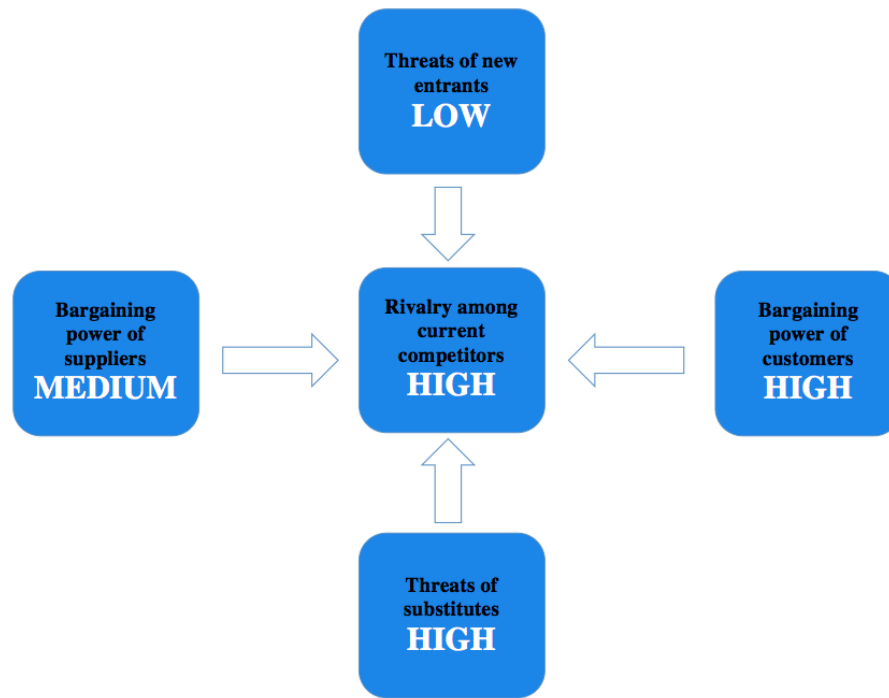 Threats of new
entrants
LOW
Bargaining
power of
suppliers
MEDIUM
Rivalry among
current
competitors
HIGH
Bargaining
power of
customers
HIGH
Threats of
substitutes
HIGH